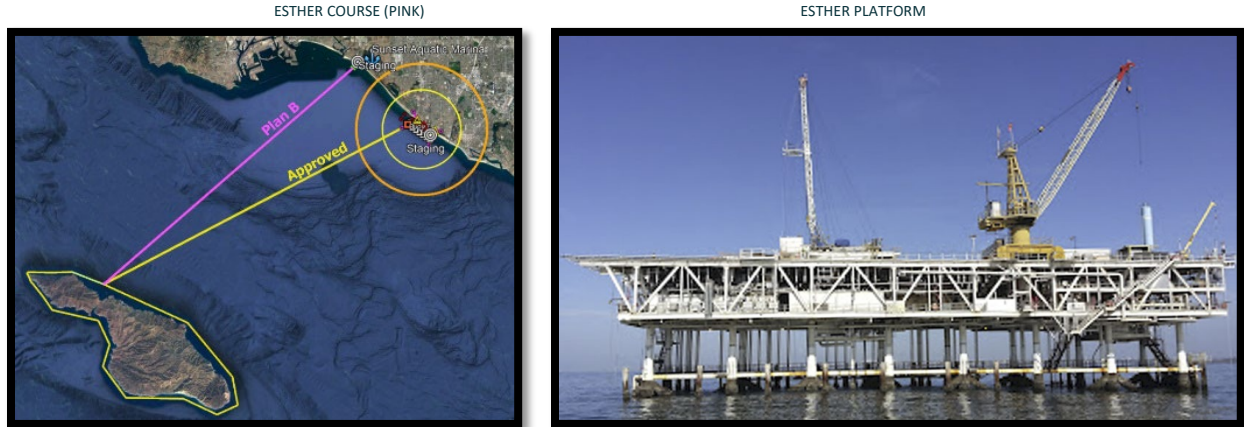 ESTHER COURSE (PINK)
ESTHER PLATFORM
Sunset Aquatic Marina
Staging
Plan B
Approved
Staging